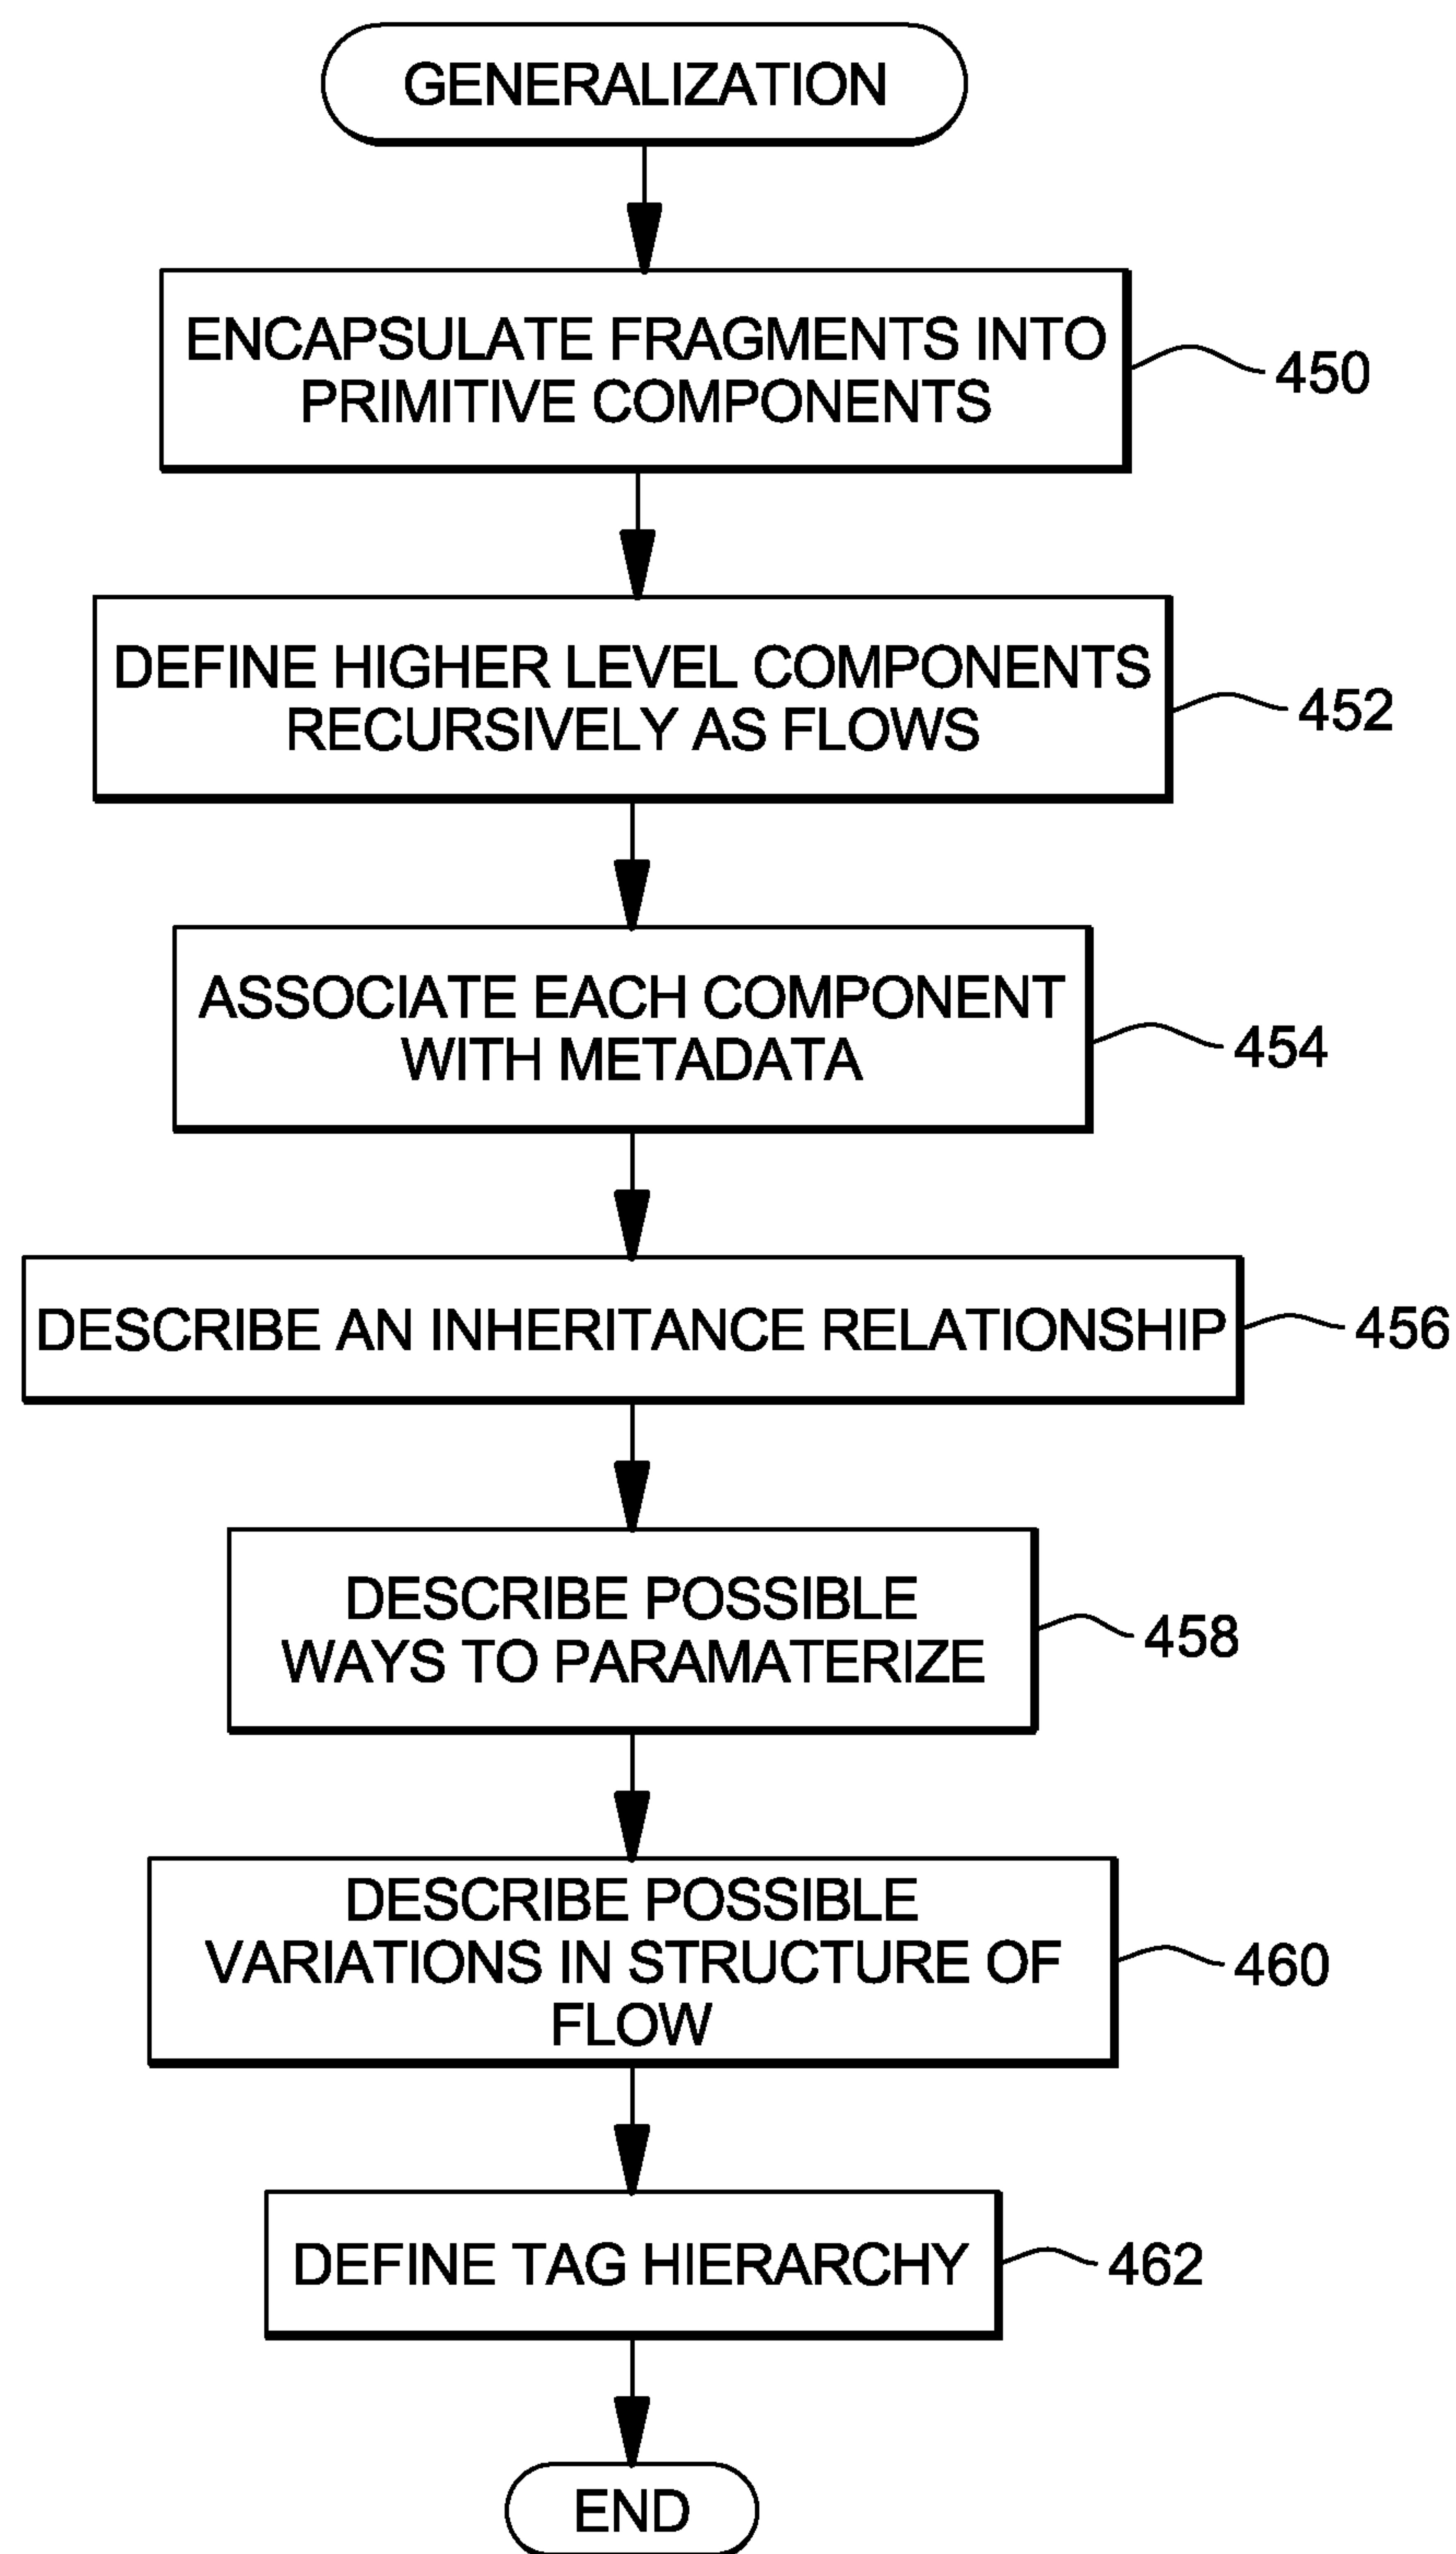 GENERALIZATION
ENCAPSULATE FRAGMENTS INTO
PRIMITIVE COMPONENTS
450
DEFINE HIGHER LEVEL COMPONENTS
RECURSIVELY AS FLOWS
452
ASSOCIATE EACH COMPONENT
WITH METADATA
454
DESCRIBE AN INHERITANCE RELATIONSHIP
456
DESCRIBE POSSIBLE
WAYS TO PARAMATERIZE
458
DESCRIBE POSSIBLE
VARIATIONS IN STRUCTURE OF
FLOW
460
DEFINE TAG HIERARCHY
462
END